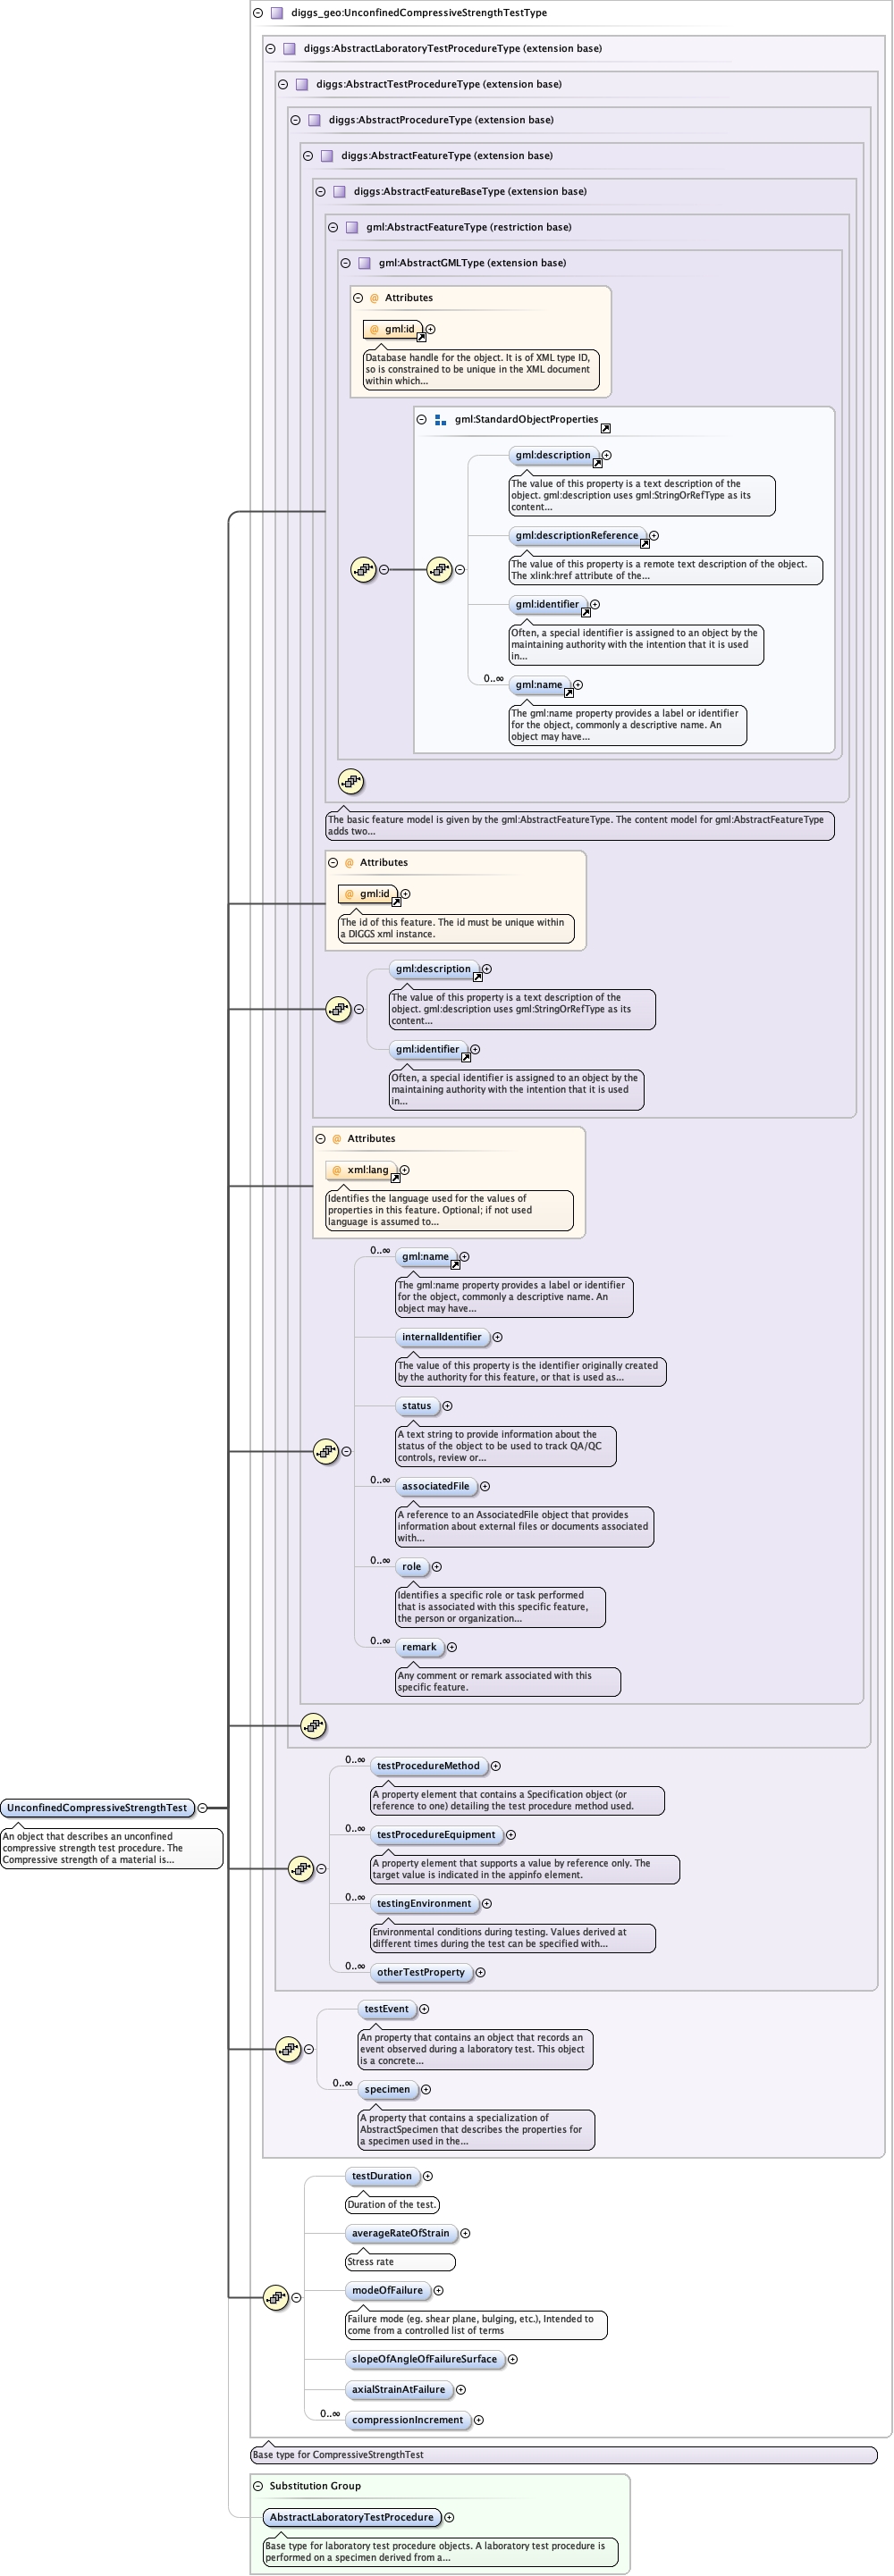 diggs_geo:UnconfinedCompressiveStrengthTestType
diggs:AbstractLaboratoryTestProcedureType (extension base)
diggs:AbstractTestProcedureType (extension base)
diggs:AbstractProcedureType (extension base)
diggs:AbstractFeatureType (extension base)
diggs:AbstractFeatureBaseType (extension base)
gml:AbstractFeatureType (restriction base)
gml:AbstractGMLType (extension base)
@ Attributes
@ gml:id
Database handle for the object. It is of XML type ID,
so is constrained to be unique in the XML document
within which...
gml:StandardObjectProperties
gml:description
The value of this property is a text description of the
object. gml:description uses gml:StringOrRefType as its
content...
gml:descriptionReference
The value of this property is a remote text description of the object.
The xlink:href attribute of the...
gml:identifier
Often, a special identifier is assigned to an object by the
maintaining authority with the intention that it is used
in...
0..∞
gml:name
The gml:name property provides a label or identifier
for the object, commonly a descriptive name. An
object may have...
The basic feature model is given by the gml:AbstractFeatureType. The content model for gml:AbstractFeatureType
adds two...
@ Attributes
@ gml:id
The id of this feature. The id must be unique within
a DIGGS xml instance.
gml:description
The value of this property is a text description of the
object. gml:description uses gml:StringOrRefType as its
content...
gml:identifier
Often, a special identifier is assigned to an object by the
maintaining authority with the intention that it is used
in...
@ Attributes
@ xml:lang
Identifies the language used for the values of
properties in this feature. Optional; if not used
language is assumed to...
0..∞
gml:name
The gml:name property provides a label or identifier
for the object, commonly a descriptive name. An
object may have...
internalIdentifier
The value of this property is the identifier originally created
by the authority for this feature, or that is used as...
status
A text string to provide information about the
status of the object to be used to track QA/QC
controls, review or...
0..∞
associatedFile
A reference to an AssociatedFile object that provides
information about external files or documents associated
with...
0..∞
role
Identifies a specific role or task performed
that is associated with this specific feature,
the person or organization...
0..∞
remark
Any comment or remark associated with this
specific feature.
0..∞
testProcedureMethod
A property element that contains a Specification object (or
reference to one) detailing the test procedure method used.
UnconfinedCompressiveStrengthTest
An object that describes an unconfined
compressive strength test procedure. The
Compressive strength of a material is...
0..∞
testProcedureEquipment
A property element that supports a value by reference only. The
target value is indicated in the appinfo element.
0..∞
testingEnvironment
Environmental conditions during testing. Values derived at
different times during the test can be specified with...
0..∞
otherTestProperty
testEvent
An property that contains an object that records an
event observed during a laboratory test. This object
is a concrete...
0..∞
specimen
A property that contains a specialization of
AbstractSpecimen that describes the properties for
a specimen used in the...
testDuration
Duration of the test.
averageRateOfStrain
Stress rate
modeOfFailure
Failure mode (eg. shear plane, bulging, etc.), Intended to
come from a controlled list of terms
slopeOfAngleOfFailureSurface
axialStrainAtFailure
0..∞
compressionIncrement
Base type for CompressiveStrengthTest
Substitution Group
AbstractLaboratoryTestProcedure
Base type for laboratory test procedure objects. A laboratory test procedure is
performed on a specimen derived from a...